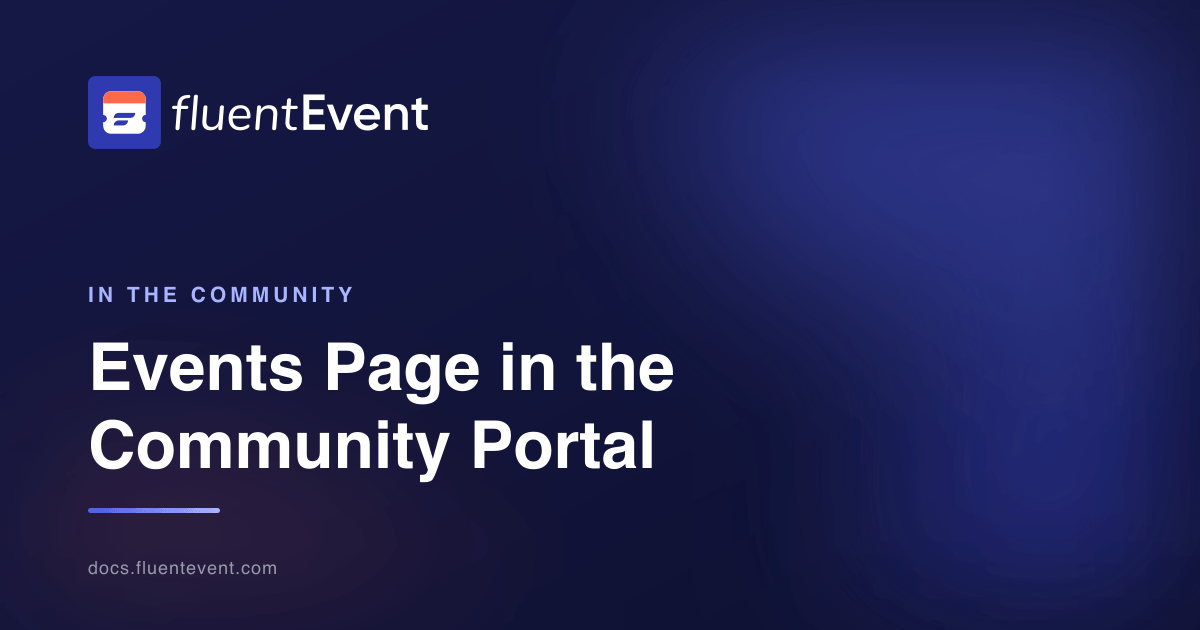 fluentEvent
IN THE COMMUNITY
Events Page in the
Community Portal
docs.fluentevent.com